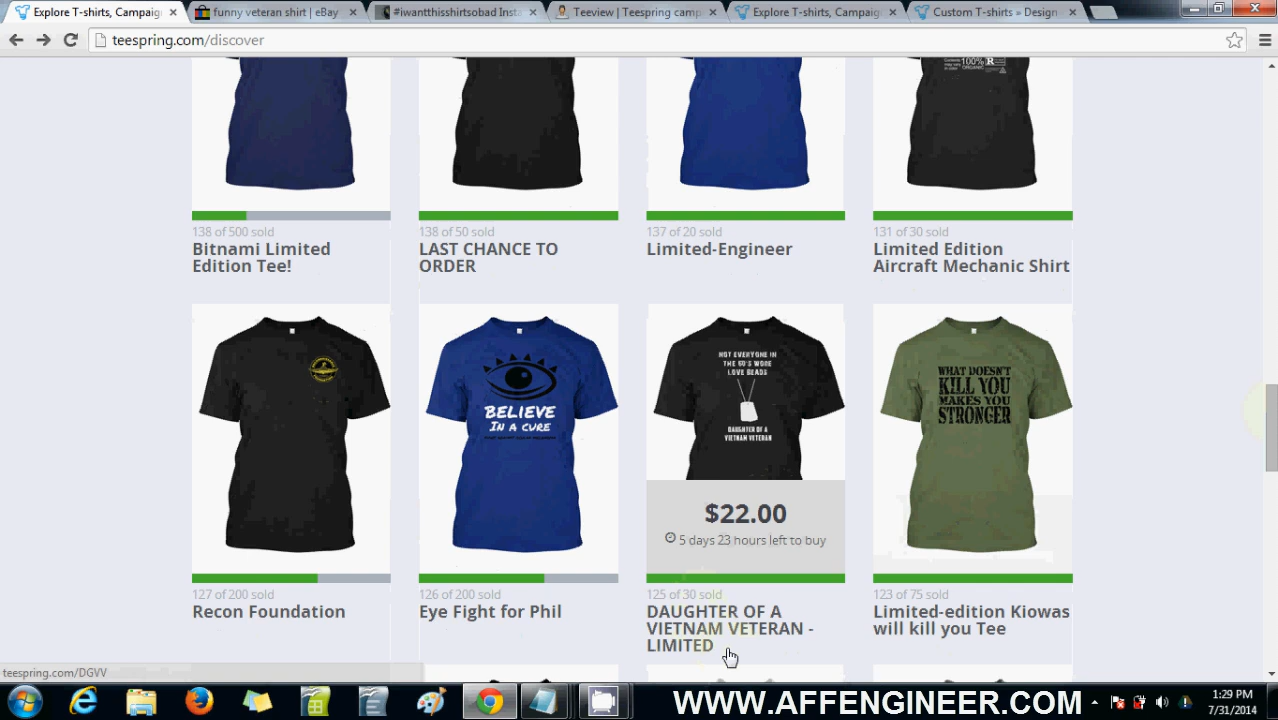 Explore T-shirts, Campaig
funny veteran shirt | eBay
#iwantthisshirtsobad Inst
Teeview | Teespring camp
Explore T-shirts, Campaig
Custom T-shirts » Design
teespring.com/discover
100% R
ORGANIC
138 of 500 sold
Bitnami Limited
Edition Tee!
138 of 50 sold
LAST CHANCE TO
ORDER
137 of 20 sold
Limited-Engineer
131 of 30 sold
Limited Edition
Aircraft Mechanic Shirt
BELIEVE
IN A CURE
NOT EVERYONE IN
THE 60'S WORE
LOVE BEADS
DAUGHTER OF A
VIETNAM VETERAN
WHAT DOESN'T
KILL YOU
MAKES YOU
STRONGER
$22.00
5 days 23 hours left to buy
127 of 200 sold
Recon Foundation
126 of 200 sold
Eye Fight for Phil
125 of 30 sold
DAUGHTER OF A
VIETNAM VETERAN -
LIMITED
123 of 75 sold
Limited-edition Kiowas
will kill you Tee
teespring.com/DGVV
WWW.AFFENGINEER.COM
1:29 PM
7/31/2014